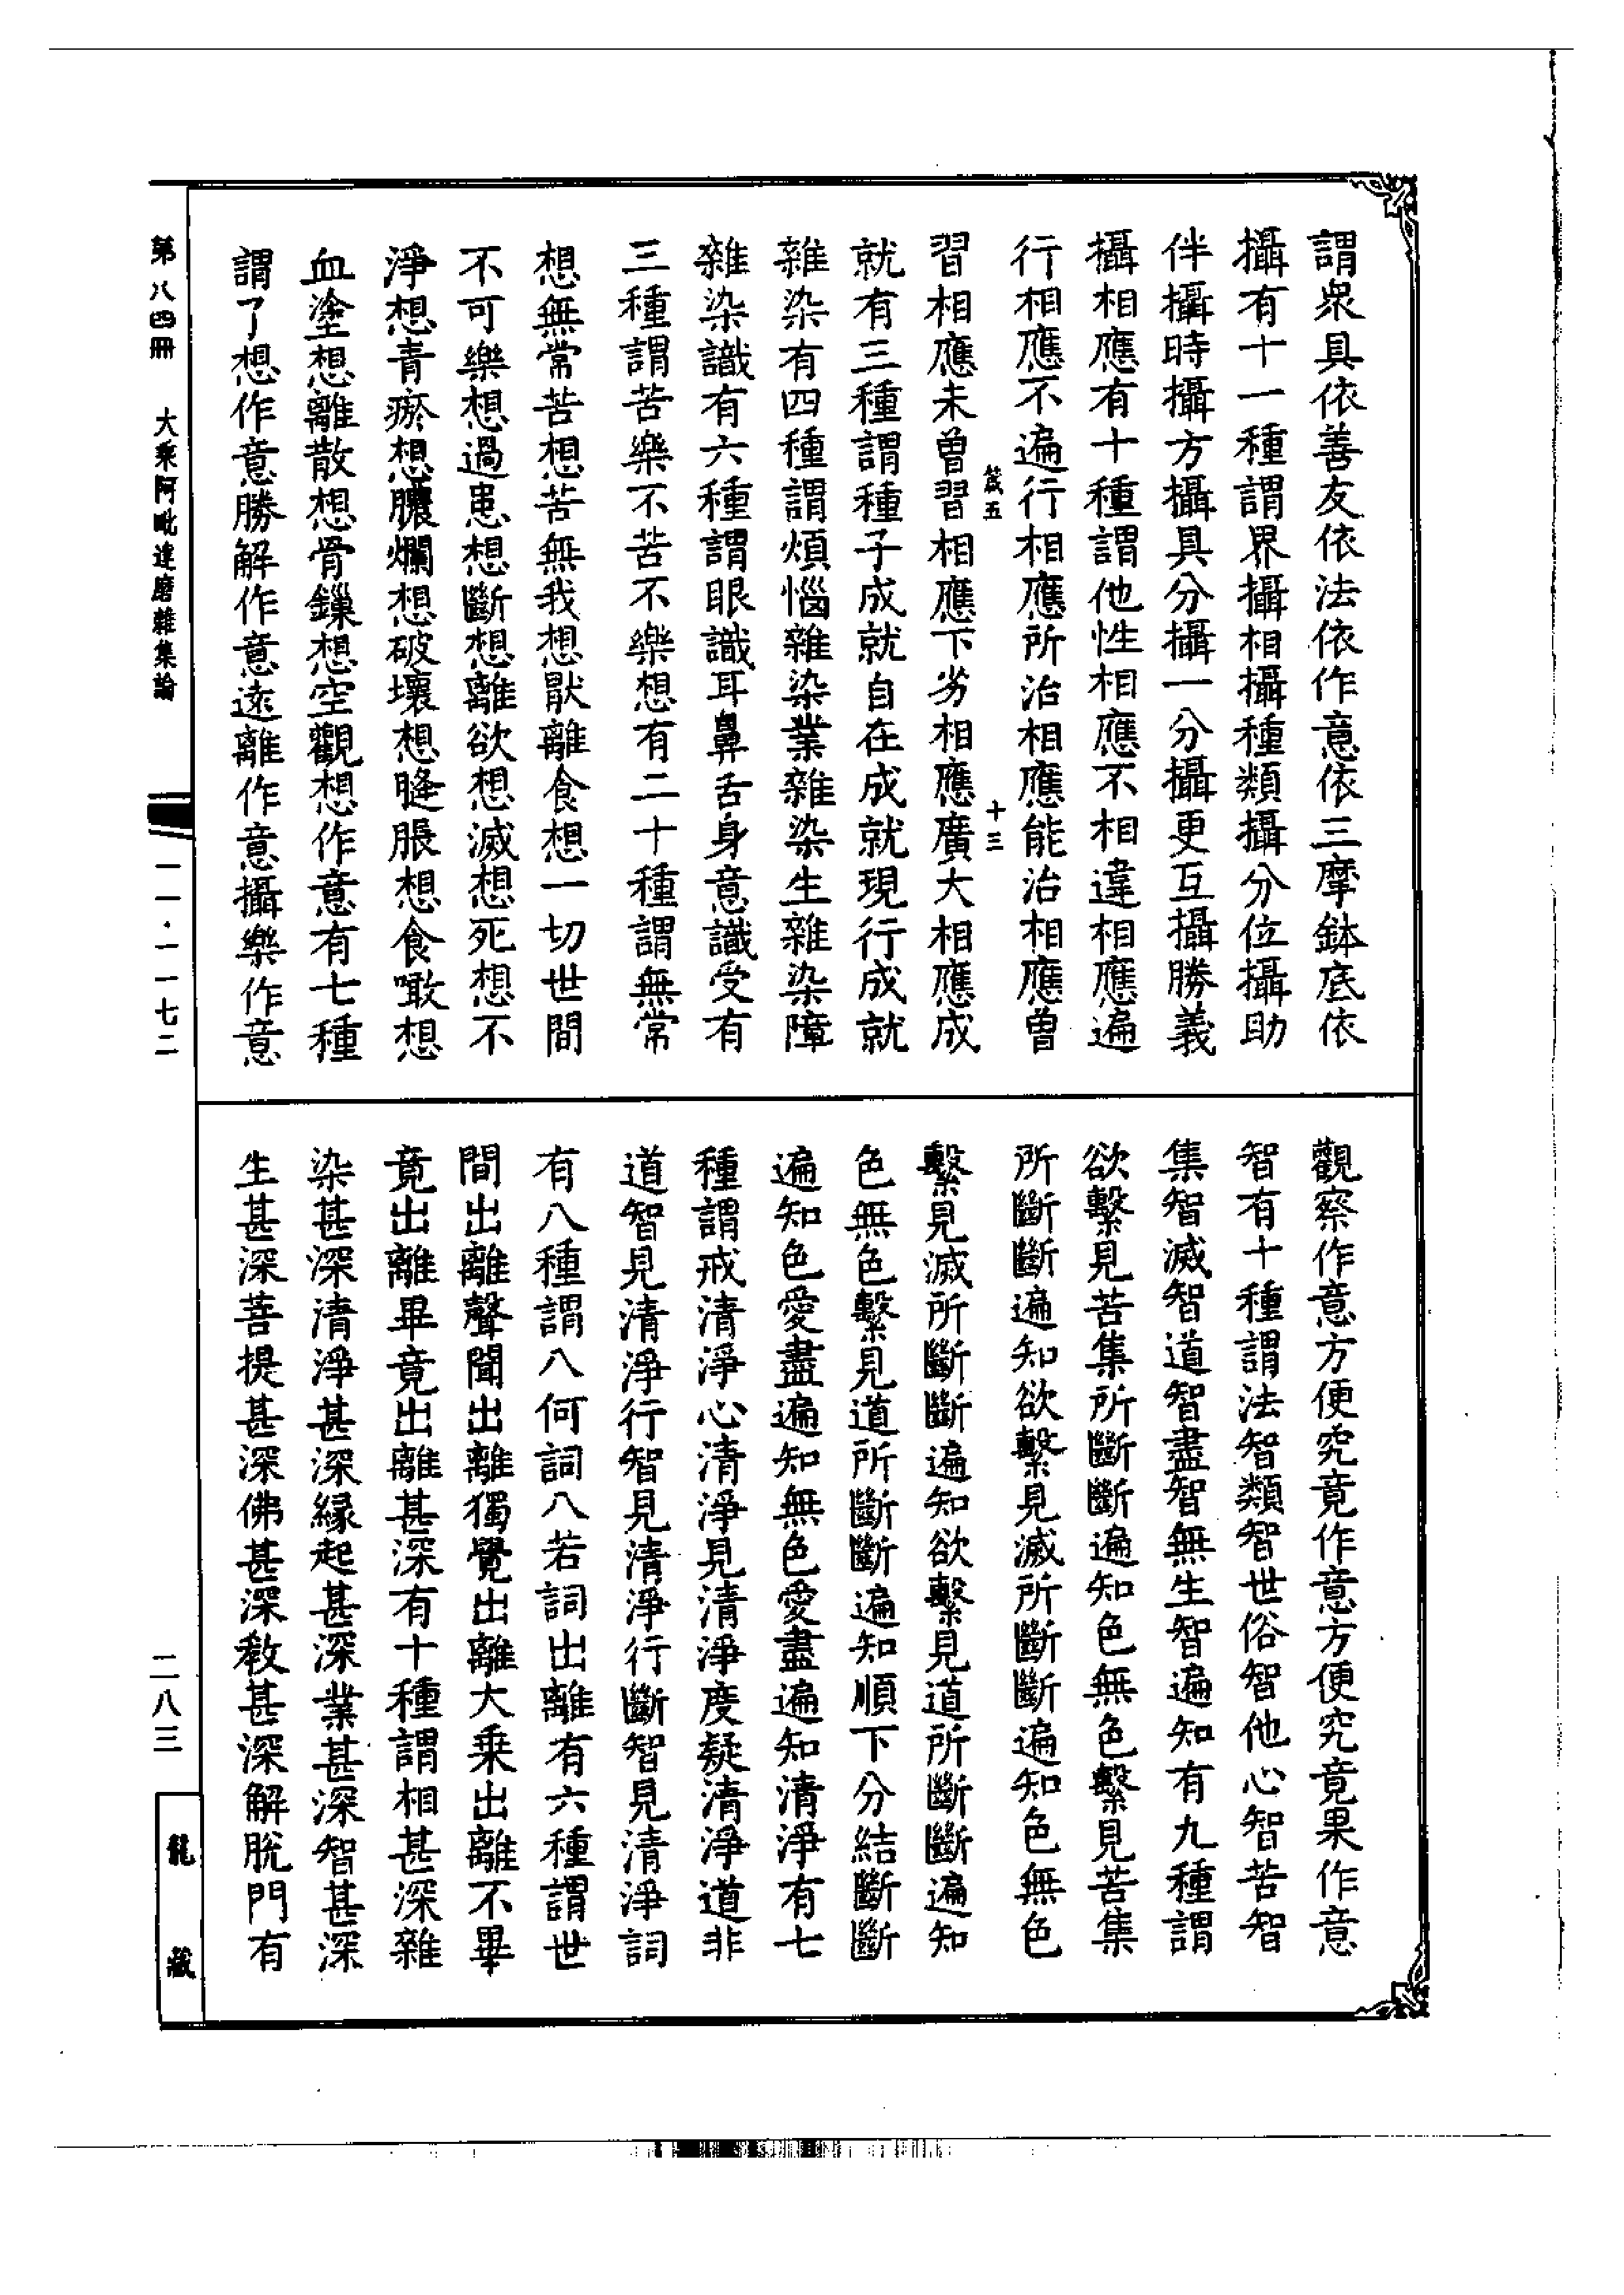 謂衆具依善友依法依作意依三摩鉢底依
攝有十一種謂界攝相攝種類攝分位攝助
伴攝時攝方攝具分攝一分攝更互攝勝義
攝相應有十種謂他性相應不相違相應遍
行相應不遍行相應所治相應能治相應曾
箴五
十三
習相應未曾習相應下劣相應廣大相應成
就有三種謂種子成就自在成就現行成就
雜染有四種謂煩惱雜染業雜染生雜染障
雜染識有六種謂眼識耳鼻舌身意識受有
三種謂苦樂不苦不樂想有二十種謂無常
想無常苦想苦無我想猒離食想一切世間
不可樂想過患想斷想離欲想滅想死想不
淨想青瘀想膿爛想破壞想膖脹想食噉想
血塗想離散想骨鏁想空觀想作意有七種
謂了想作意勝解作意遠離作意攝樂作意
觀察作意方便究竟作意方便究竟果作意
智有十種謂法智類智世俗智他心智苦智
集智滅智道智盡智無生智遍知有九種謂
欲繫見苦集所斷斷遍知色無色繫見苦集
所斷斷遍知欲繫見滅所斷斷遍知色無色
繫見滅所斷斷遍知欲繫見道所斷斷遍知
色無色繫見道所斷斷遍知順下分結斷斷
遍知色愛盡遍知無色愛盡遍知清淨有七
種謂戒清淨心清淨見清淨度疑清淨道非
道智見清淨行智見清淨行斷智見清淨詞
有八種謂八何詞八若詞出離有六種謂世
間出離聲聞出離獨覺出離大乗出離不畢
竟出離畢竟出離甚深有十種謂相甚深雜
染甚深清淨甚深緣起甚深業甚深智甚深
生甚深菩提甚深佛甚深教甚深解脫門有
第八四冊　大乘阿毗達磨雜集論
一一·一一七二
二八三
龍藏